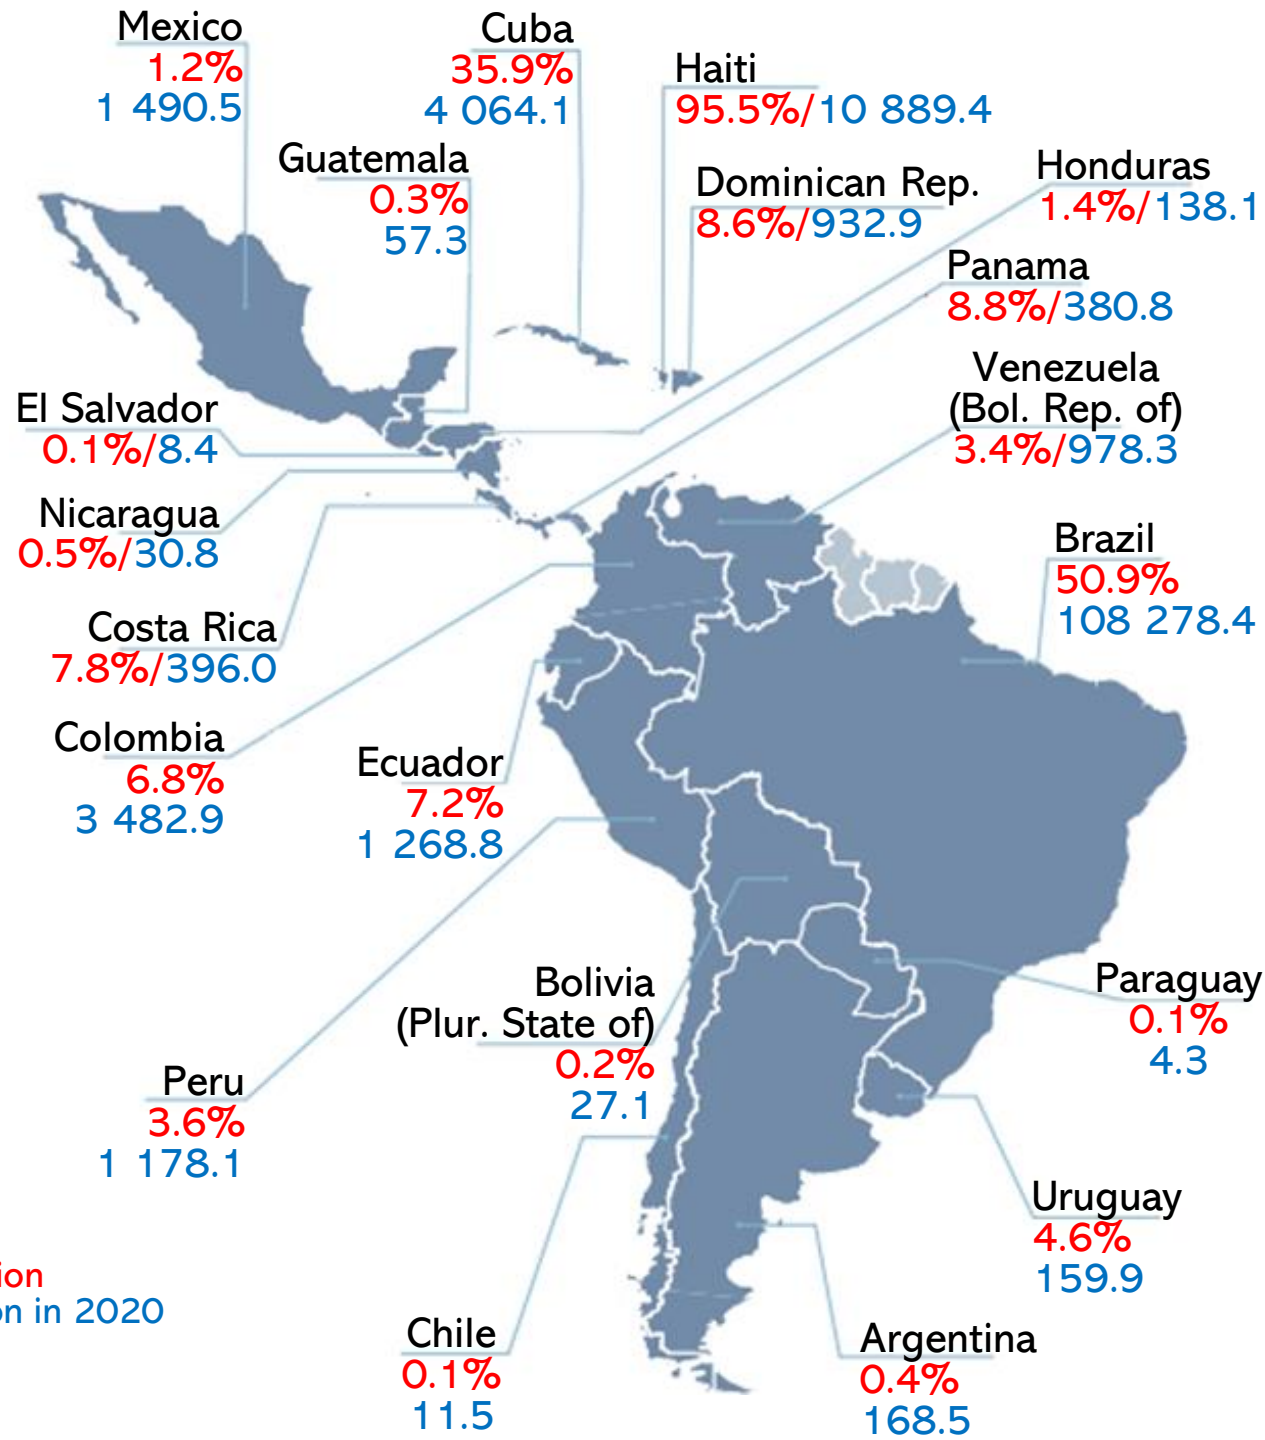 Mexico
1.2%
1 490.5
Cuba
35.9%
4 064.1
Haiti
95.5%/10 889.4
Guatemala
0.3%
57.3
Dominican Rep.
8.6%/932.9
Honduras
1.4%/138.1
Panama
8.8%/380.8
Venezuela
(Bol. Rep. of)
3.4%/978.3
El Salvador
0.1%/8.4
Nicaragua
0.5%/30.8
Brazil
50.9%
108 278.4
Costa Rica
7.8%/396.0
Colombia
6.8%
3 482.9
Ecuador
7.2%
1 268.8
Bolivia
(Plur. State of)
0.2%
27.1
Paraguay
0.1%
4.3
Peru
3.6%
1 178.1
Uruguay
4.6%
159.9
in 2020
Chile
0.1%
11.5
Argentina
0.4%
168.5